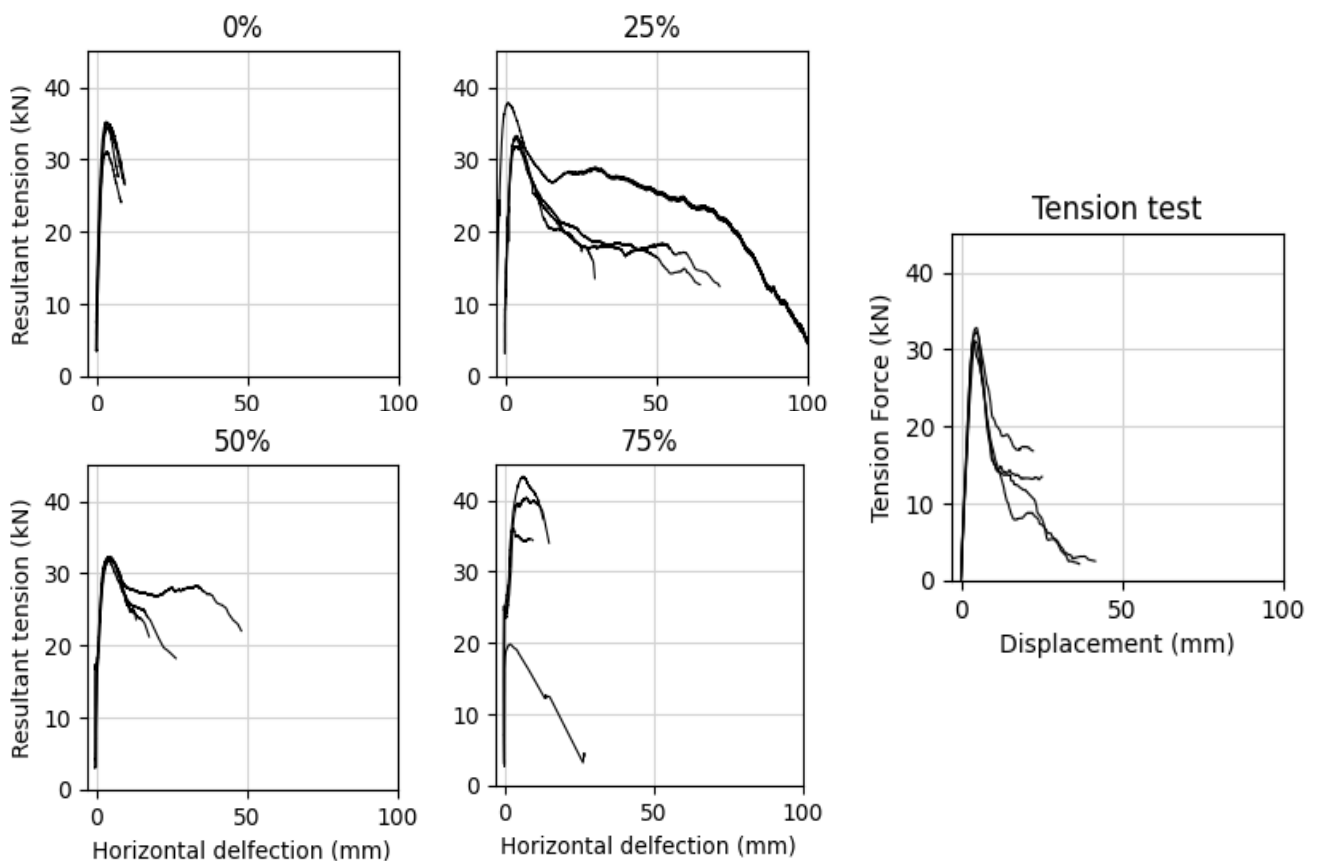 0%
Resultant tension (kN)
40
30
20
10
0
0 50 100
25%
40
30
20
10
0
0 50 100
50%
Resultant tension (kN)
40
30
20
10
0
0 50 100
Horizontal delfection (mm)
75%
40
30
20
10
0
0 50 100
Horizontal delfection (mm)
Tension test
Tension Force (kN)
40
30
20
10
0
0 50 100
Displacement (mm)